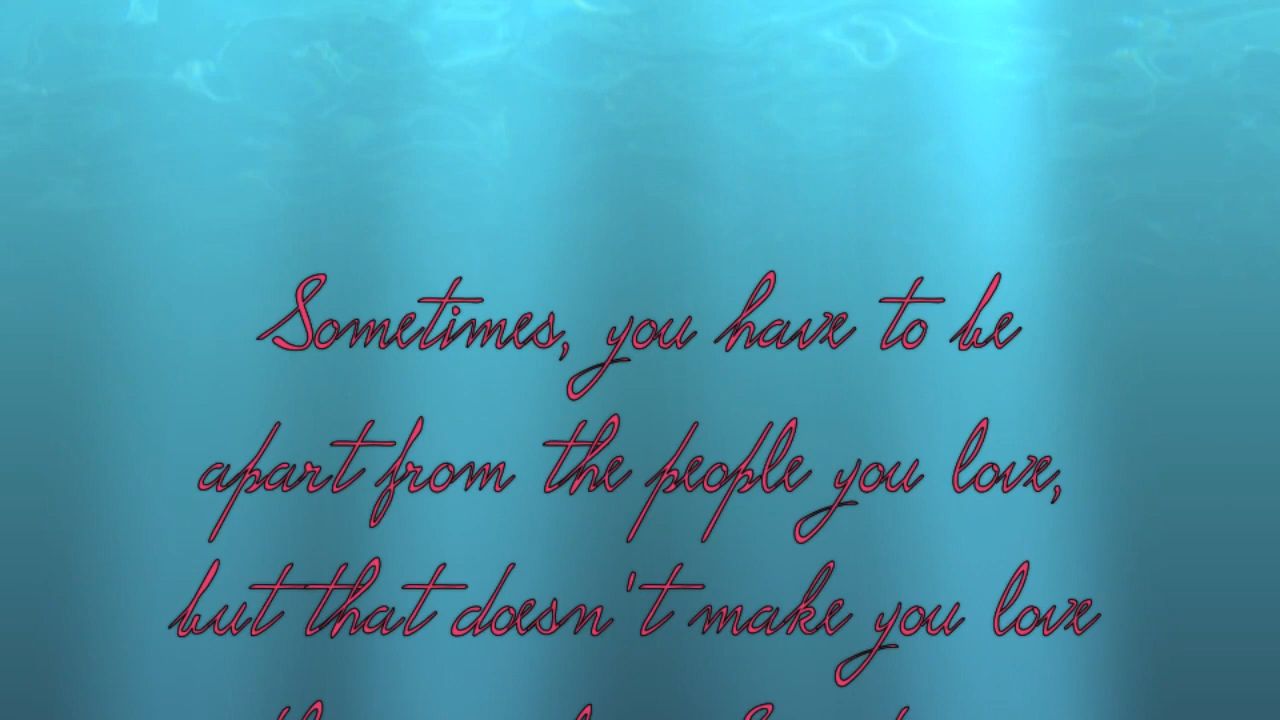 Sometimes, you have to be
apart from the people you love,
but that doesn't make you love